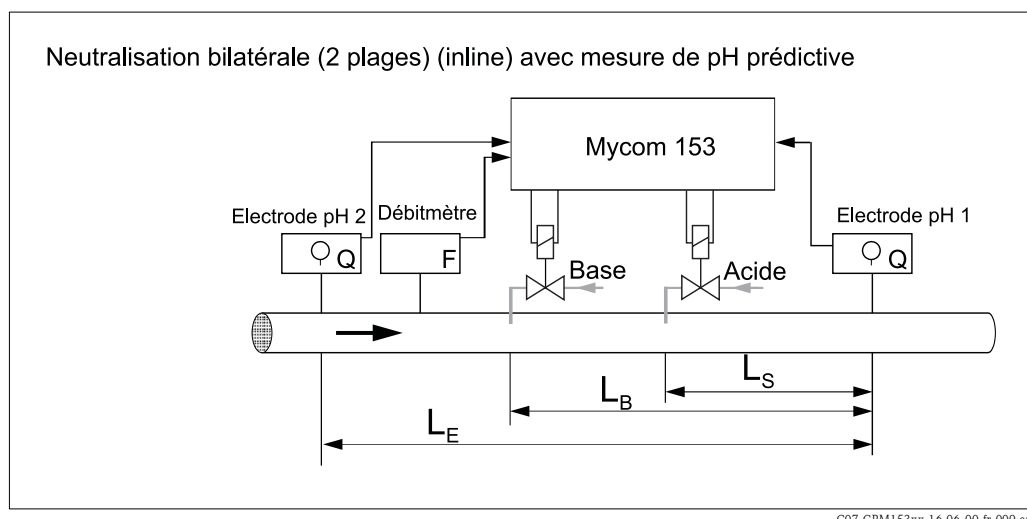 Neutralisation bilatérale (2 plages) (inline) avec mesure de pH prédictive
Mycom 153
Electrode pH 2
Débitmètre
Electrode pH 1
Q
F
Q
Base
Acide
LS
LB
LE